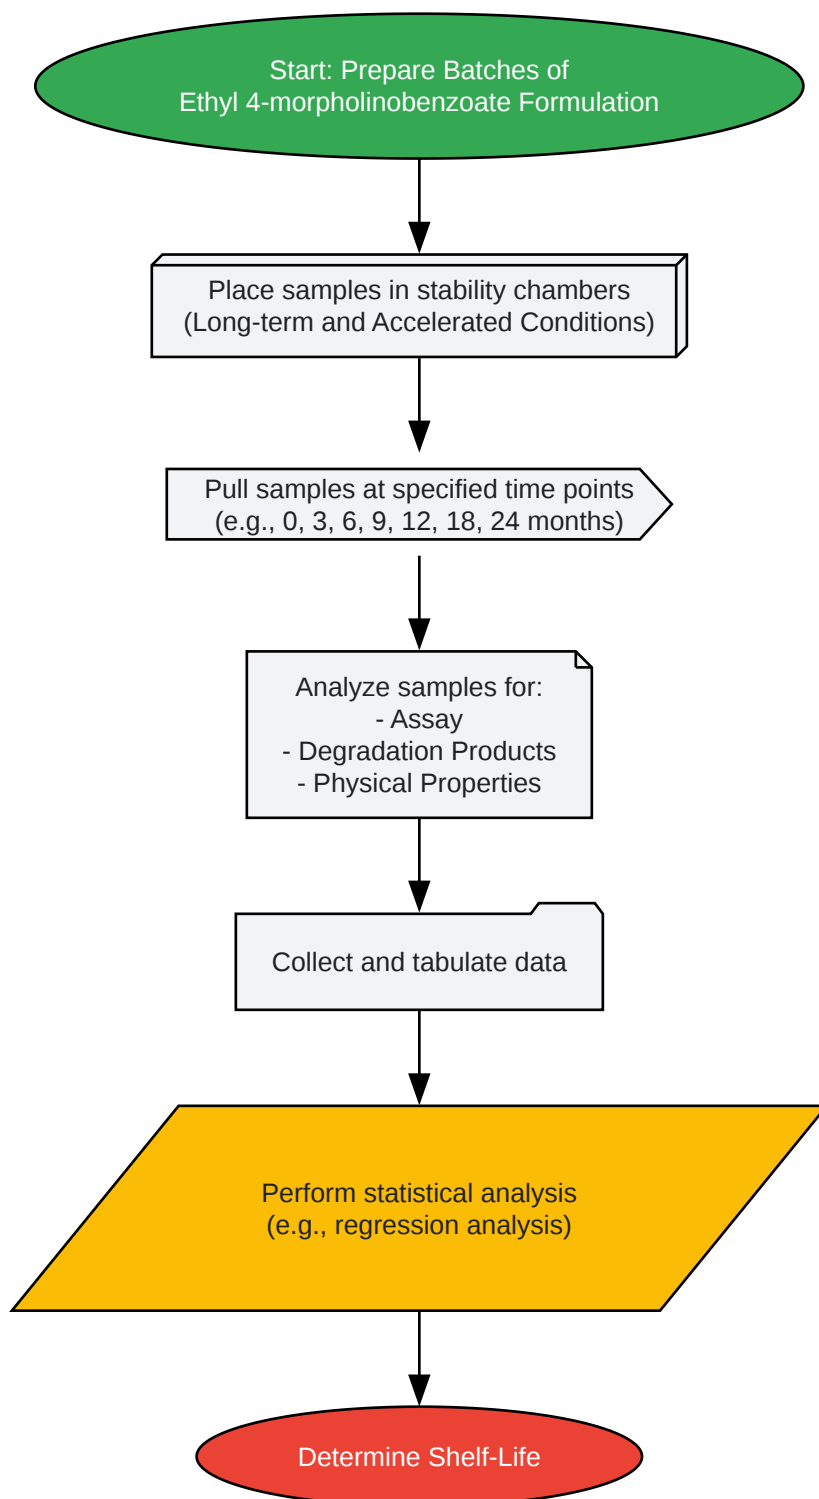 Start: Prepare Batches of
Ethyl 4-morpholinobenzoate Formulation
Place samples in stability chambers
(Long-term and Accelerated Conditions)
Pull samples at specified time points
(e.g., 0, 3, 6, 9, 12, 18, 24 months)
Analyze samples for:
- Assay
- Degradation Products
- Physical Properties
Collect and tabulate data
Perform statistical analysis
(e.g., regression analysis)
Determine Shelf-Life